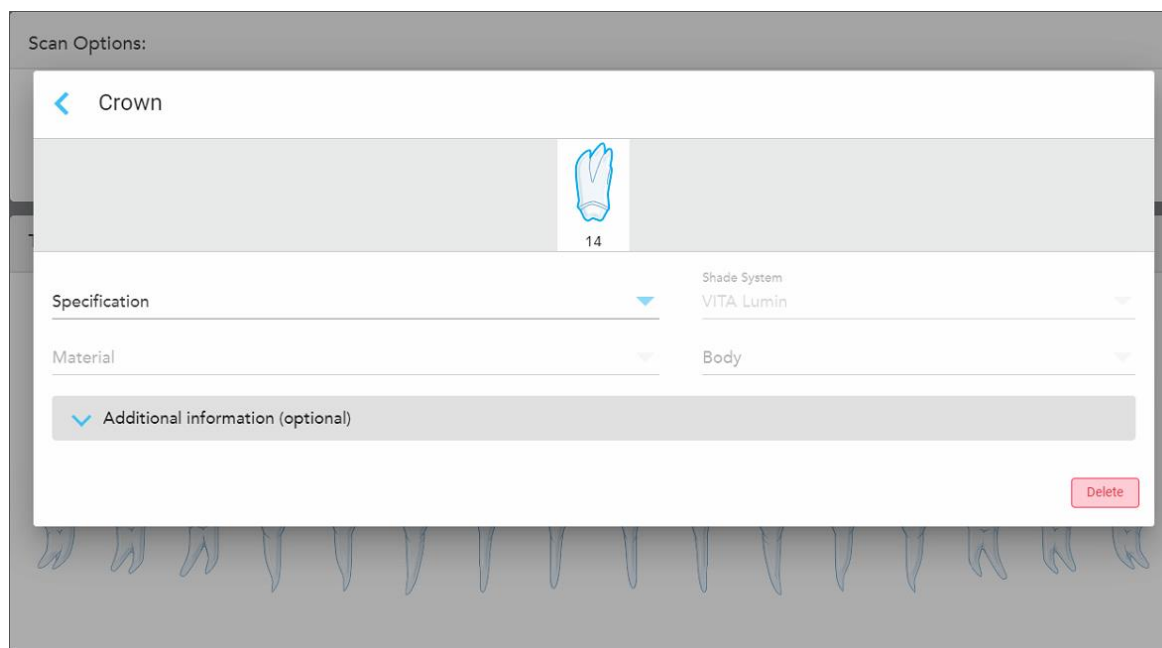 Scan Options:
Crown
14
Specification
Shade System
VITA Lumin
Material
Body
Additional information (optional)
Delete